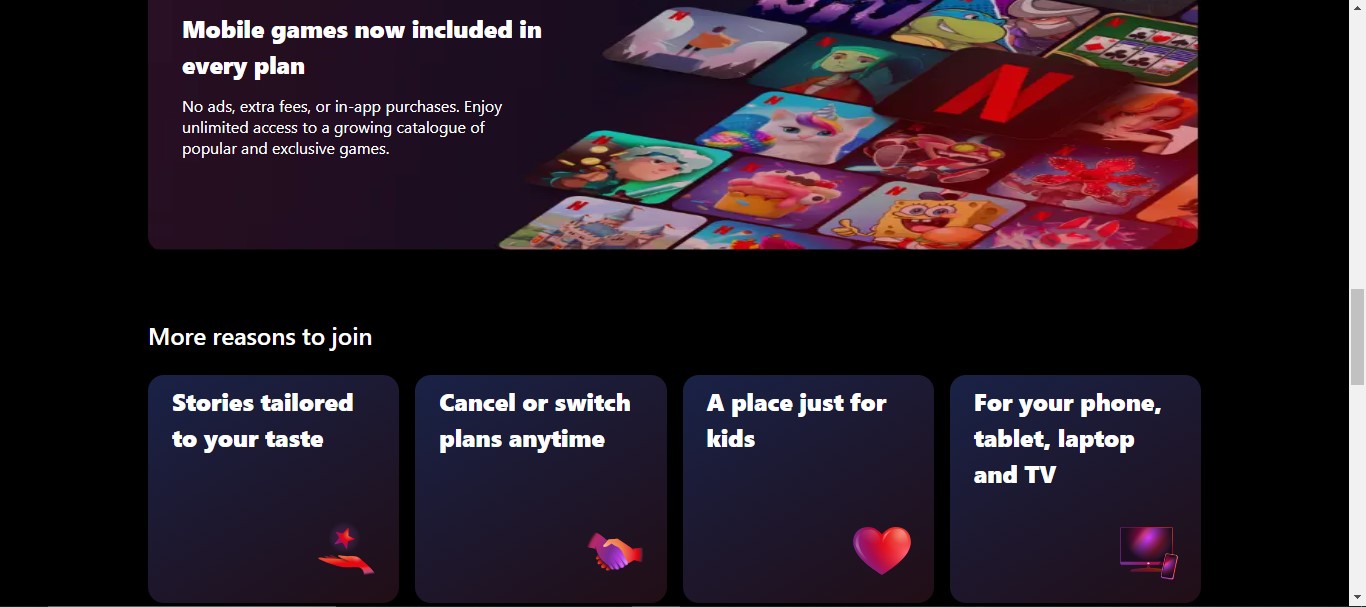 Mobile games now included in
every plan
No ads, extra fees, or in-app purchases. Enjoy
unlimited access to a growing catalogue of
popular and exclusive games.
More reasons to join
Stories tailored
to your taste
Cancel or switch
plans anytime
A place just for
kids
For your phone,
tablet, laptop
and TV